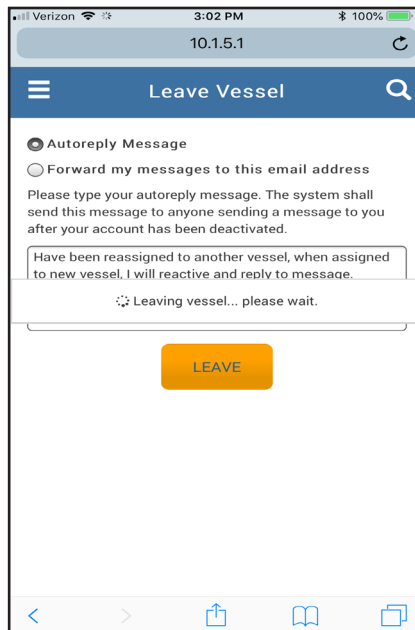 Verizon 3:02 PM 100%
10.1.5.1
Leave Vessel
Autoreply Message
Forward my messages to this email address
Please type your autoreply message. The system shall
send this message to anyone sending a message to you
after your account has been deactivated.
Have been reassigned to another vessel, when assigned
to new vessel, I will reactive and reply to message.
Leaving vessel... please wait.
LEAVE